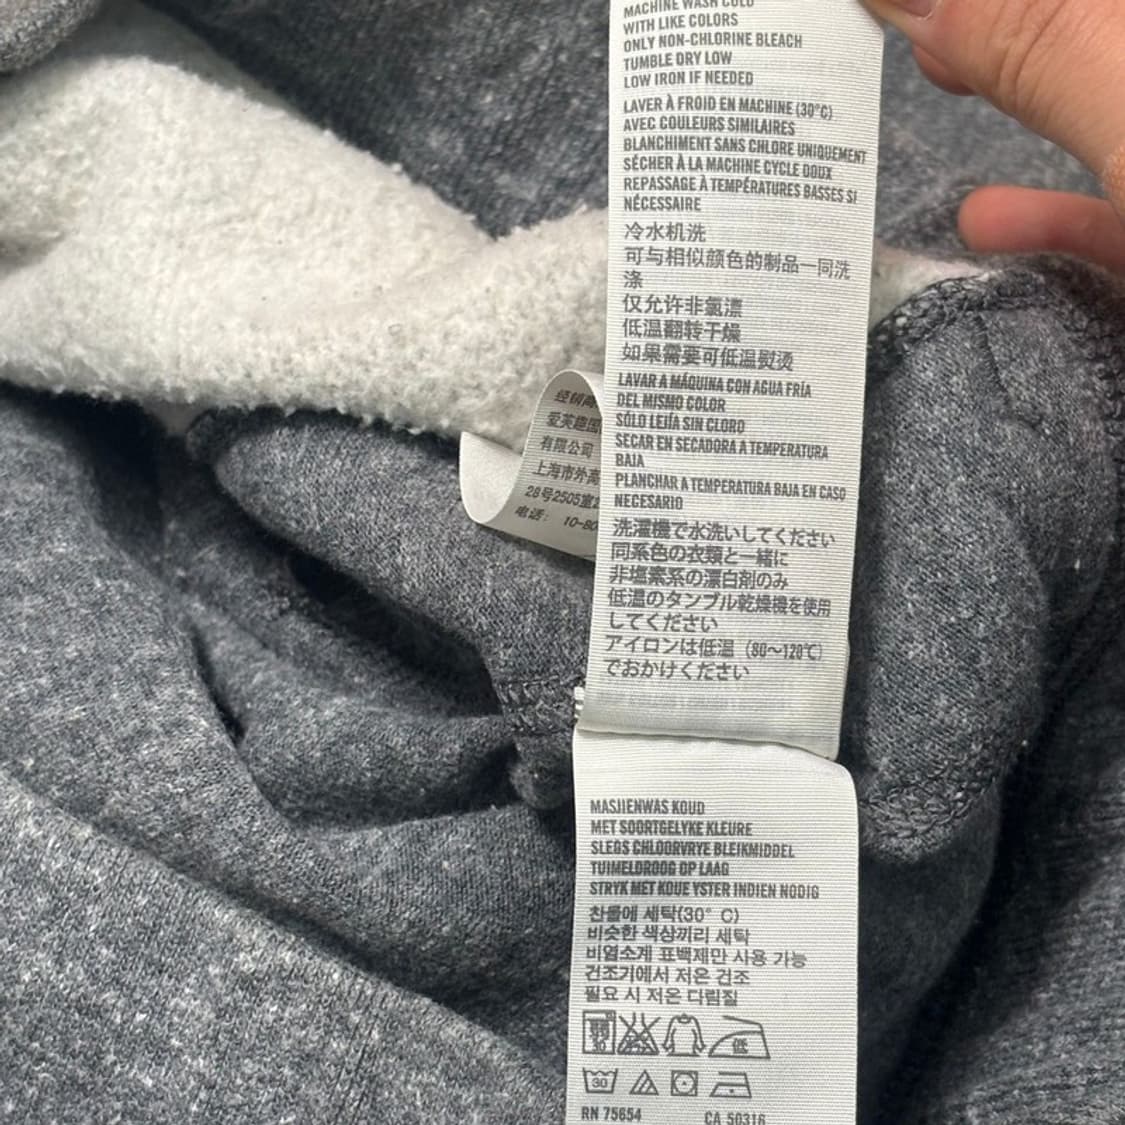 MACHINE WASH COLD
WITH LIKE COLORS
ONLY NON-CHLORINE BLEACH
TUMBLE DRY LOW
LOW IRON IF NEEDED
LAVER À FROID EN MACHINE (30°C)
AVEC COULEURS SIMILAIRES
BLANCHIMENT SANS CHLORE UNIQUEMENT
SÉCHER À LA MACHINE CYCLE DOUX
REPASSAGE À TEMPÉRATURES BASSES SI
NÉCESSAIRE
冷水机洗
可与相似颜色的制品一同洗
涤
仅允许非氯漂
低温翻转干燥
如果需要可低温熨烫
LAVAR A MÁQUINA CON AGUA FRÍA
DEL MISMO COLOR
SÓLO LEJÍA SIN CLORO
SECAR EN SECADORA A TEMPERATURA
BAJA
PLANCHAR A TEMPERATURA BAJA EN CASO
NECESARIO
洗濯機で水洗いしてください
同系色の衣類と一緒に
非塩素系の漂白剤のみ
低温のタンブル乾燥機を使用
してください
アイロンは低温（80～120℃）
でおかけください
经销商
爱芙趣国
有限公司
上海市外高
28号2505室
电话： 10-80
MASJIENWAS KOUD
MET SOORTGELYKE KLEURE
SLEGS CHLOORVRYE BLEIKMIDDEL
TUIMELDROOG OP LAAG
STRYK MET KOUE YSTER INDIEN NODIG
찬물에 세탁(30° C)
비슷한 색상끼리 세탁
비염소계 표백제만 사용 가능
건조기에서 저온 건조
필요 시 저온 다림질
低
30
RN 75654 CA 50316